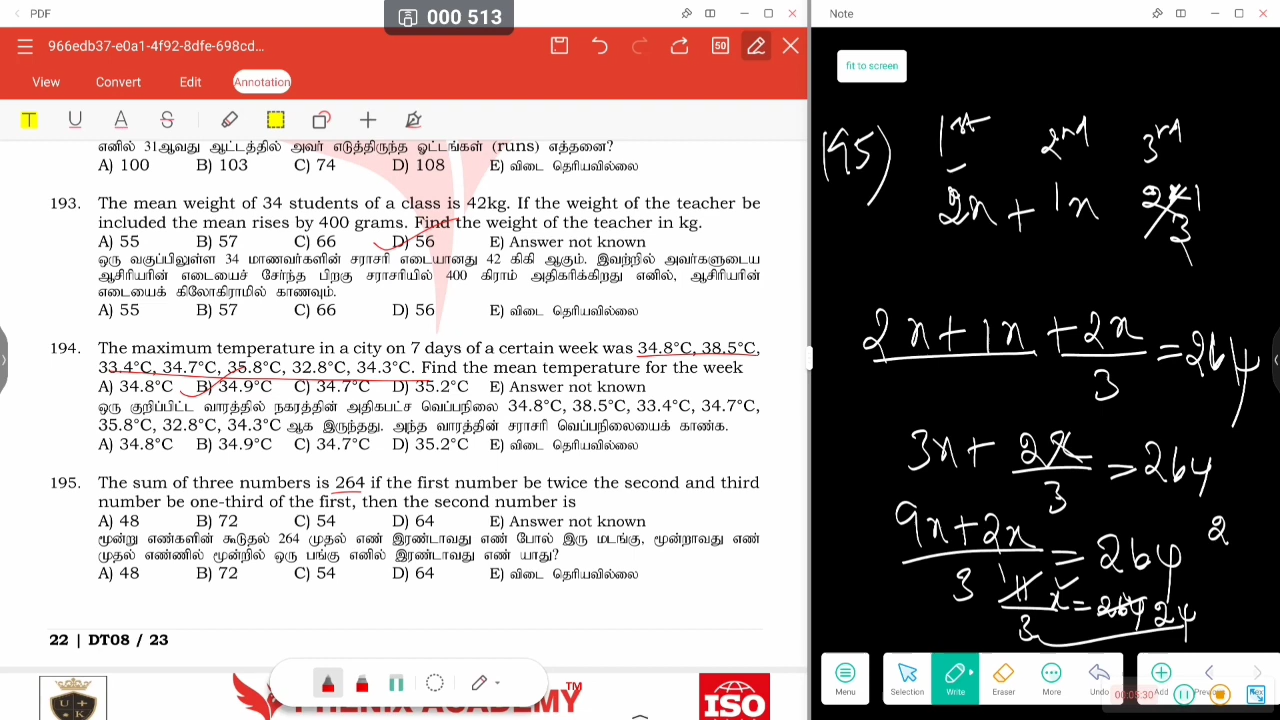 PDF
000 513
Note
966edb37-e0a1-4f92-8dfe-698cd...
50
fit to screen
View Convert Edit Annotation
T U A S
எனில் 31ஆவது ஆட்டத்தில் அவர் எடுத்திருந்த ஓட்டங்கள் (runs) எத்தனை?
A) 100 B) 103 C) 74 D) 108 E) விடை தெரியவில்லை
193. The mean weight of 34 students of a class is 42kg. If the weight of the teacher be
included the mean rises by 400 grams. Find the weight of the teacher in kg.
A) 55 B) 57 C) 66 D) 56 E) Answer not known
ஒரு வகுப்பிலுள்ள 34 மாணவர்களின் சராசரி எடையானது 42 கிகி ஆகும். இவற்றில் அவர்களுடைய
ஆசிரியரின் எடையைச் சேர்ந்த பிறகு சராசரியில் 400 கிராம் அதிகரிக்கிறது எனில், ஆசிரியரின்
எடையைக் கிலோகிராமில் காணவும்.
A) 55 B) 57 C) 66 D) 56 E) விடை தெரியவில்லை
194. The maximum temperature in a city on 7 days of a certain week was 34.8°C, 38.5°C,
33.4°C, 34.7°C, 35.8°C, 32.8°C, 34.3°C. Find the mean temperature for the week
A) 34.8°C B) 34.9°C C) 34.7°C D) 35.2°C E) Answer not known
ஒரு குறிப்பிட்ட வாரத்தில் நகரத்தின் அதிகபட்ச வெப்பநிலை 34.8°C, 38.5°C, 33.4°C, 34.7°C,
35.8°C, 32.8°C, 34.3°C ஆக இருந்தது. அந்த வாரத்தின் சராசரி வெப்பநிலையைக் காண்க.
A) 34.8°C B) 34.9°C C) 34.7°C D) 35.2°C E) விடை தெரியவில்லை
195. The sum of three numbers is 264 if the first number be twice the second and third
number be one-third of the first, then the second number is
A) 48 B) 72 C) 54 D) 64 E) Answer not known
மூன்று எண்களின் கூடுதல் 264 முதல் எண் இரண்டாவது எண் போல் இரு மடங்கு, மூன்றாவது எண்
முதல் எண்ணில் மூன்றில் ஒரு பங்கு எனில் இரண்டாவது எண் யாது?
A) 48 B) 72 C) 54 D) 64 E) விடை தெரியவில்லை
22 | DT08 / 23
U + K
TM
ISO
195) 1st 2nd 3rd
2x + 1x
3
2x + 1x + 2x = 264
3
3x + 2x = 264
3
9x + 2x = 264 2
3
11 x = 264 24
3
Menu Selection Write Eraser More Undo Add
00:05:30